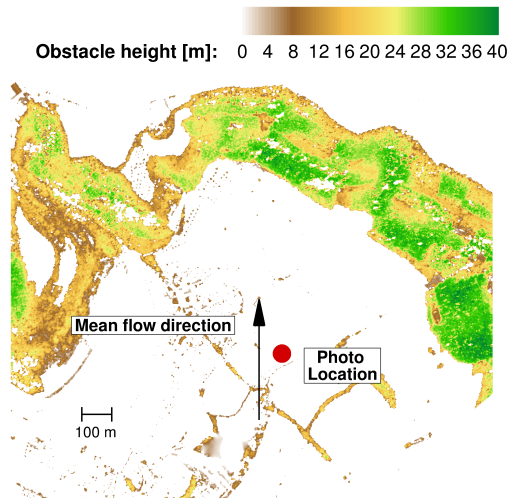 Obstacle height [m]: 0 4 8 12 16 20 24 28 32 36 40
Mean flow direction
Photo
Location
100 m